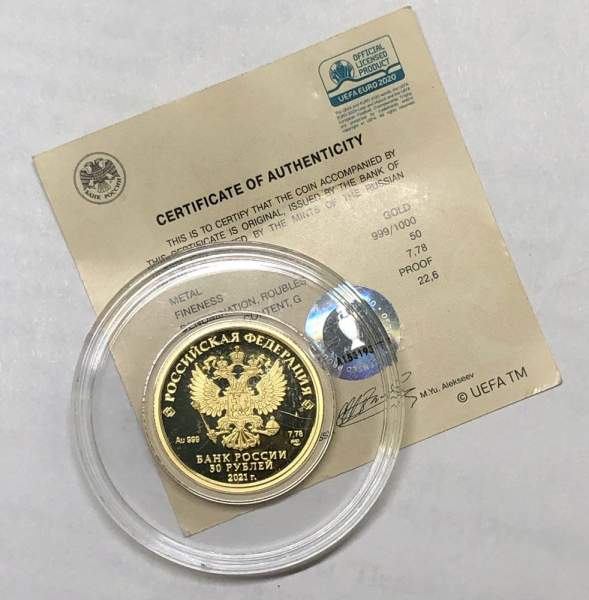 OFFICIAL
LICENSED
PRODUCT
UEFA EURO 2020
БАНК РОССИИ
CERTIFICATE OF AUTHENTICITY
THIS IS TO CERTIFY THAT THE COIN ACCOMPANIED BY
THIS CERTIFICATE IS ORIGINAL, ISSUED BY THE BANK OF
BY THE MINTS OF THE RUSSIAN
METAL GOLD
FINENESS 999/1000
DENOMINATION, ROUBLES 50
CONTENT, G 7,78
PROOF
22,6
M.Yu. Alekseev
© UEFA TM
РОССИЙСКАЯ ФЕДЕРАЦИЯ
Au 999 7,78
БАНК РОССИИ
50 РУБЛЕЙ
2021 г.